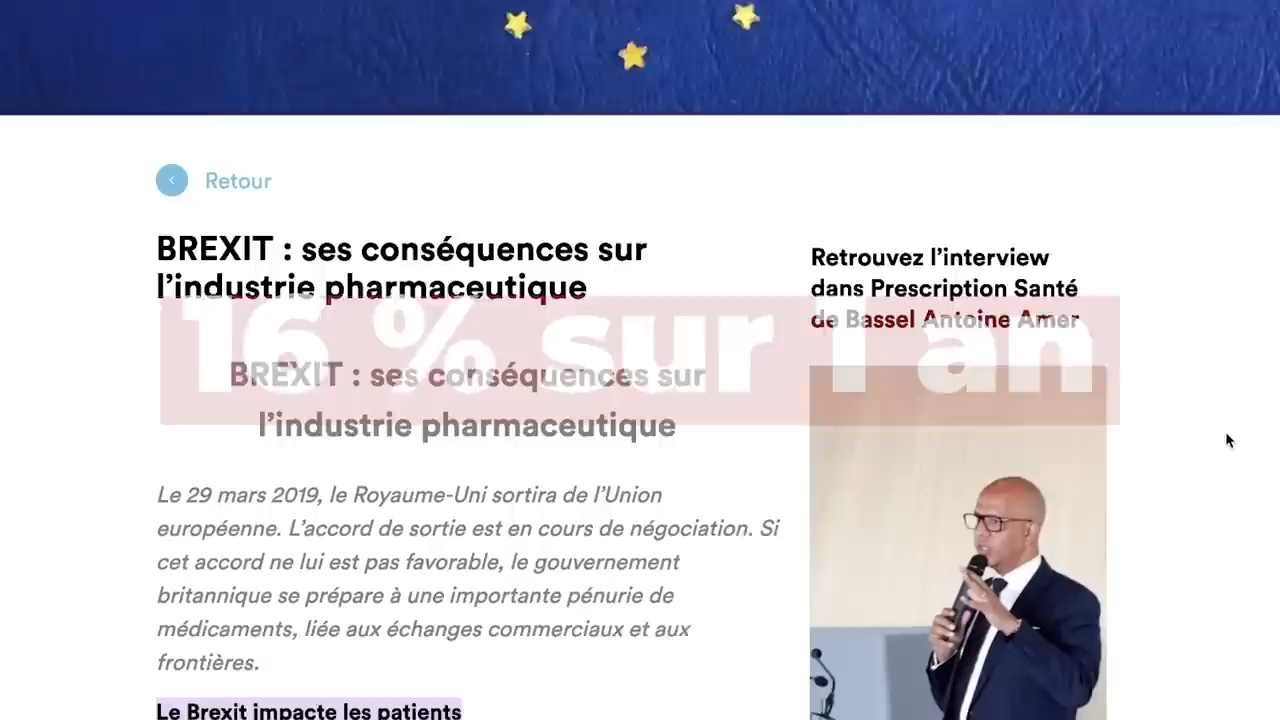 Retour
BREXIT : ses conséquences sur
l’industrie pharmaceutique
Retrouvez l’interview
dans Prescription Santé
de Bassel Antoine Amer
16 % sur 1 an
BREXIT : ses conséquences sur
l’industrie pharmaceutique
Le 29 mars 2019, le Royaume-Uni sortira de l’Union
européenne. L’accord de sortie est en cours de négociation. Si
cet accord ne lui est pas favorable, le gouvernement
britannique se prépare à une importante pénurie de
médicaments, liée aux échanges commerciaux et aux
frontières.
Le Brexit impacte les patients